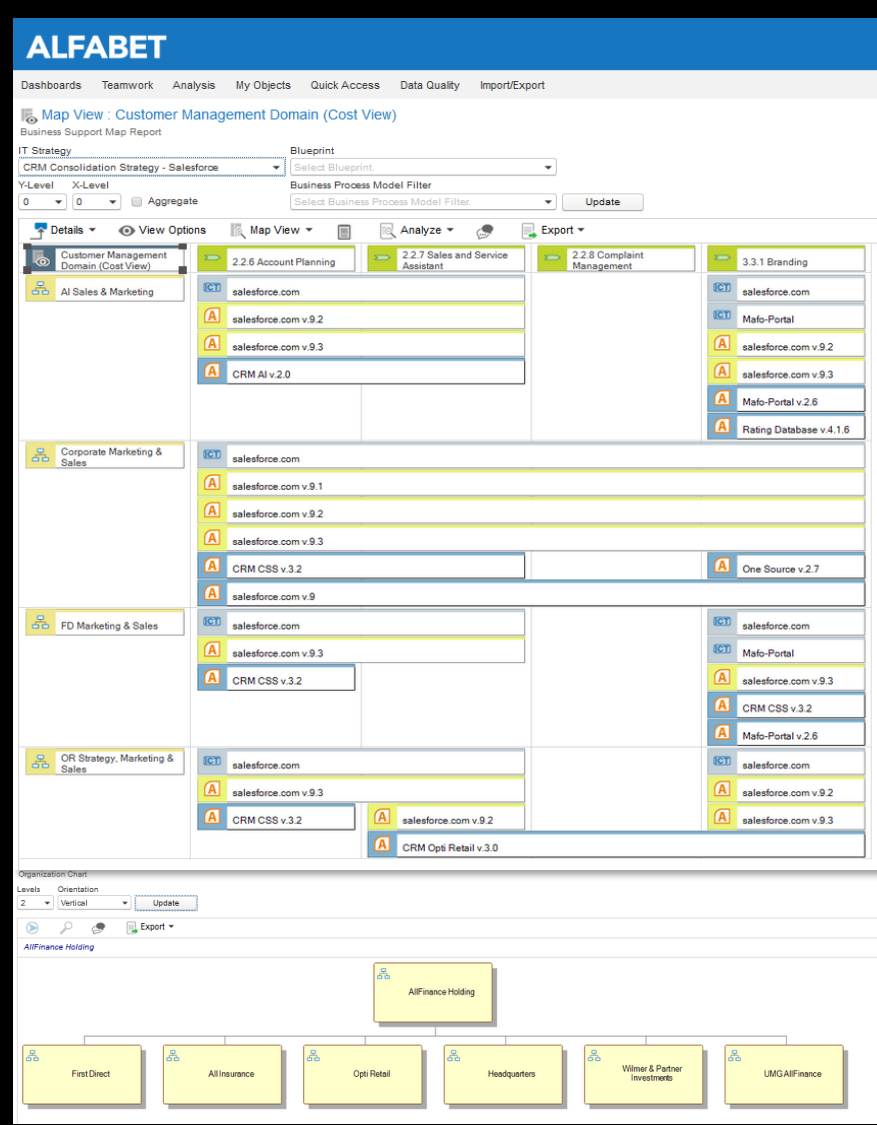 ALFABET
Dashboards Teamwork Analysis My Objects Quick Access Data Quality Import/Export
Map View : Customer Management Domain (Cost View)
Business Support Map Report
IT Strategy Blueprint
CRM Consolidation Strategy - Salesforce Select Blueprint.
Y-Level X-Level Business Process Model Filter
0 0 Aggregate Select Business Process Model Filter. Update
Details View Options Map View Analyze Export
Customer Management
Domain (Cost View)
2.2.6 Account Planning
2.2.7 Sales and Service
Assistant
2.2.8 Complaint
Management
3.3.1 Branding
AI Sales & Marketing
ICT salesforce.com ICT salesforce.com
A salesforce.com v.9.2 ICT Mafo-Portal
A salesforce.com v.9.3 A salesforce.com v.9.2
A CRM AI v.2.0 A salesforce.com v.9.3
A Mafo-Portal v.2.6
A Rating Database v.4.1.6
Corporate Marketing &
Sales
ICT salesforce.com
A salesforce.com v.9.1
A salesforce.com v.9.2
A salesforce.com v.9.3
A CRM CSS v.3.2 A One Source v.2.7
A salesforce.com v.9
FD Marketing & Sales
ICT salesforce.com ICT salesforce.com
A salesforce.com v.9.3 ICT Mafo-Portal
A CRM CSS v.3.2 A salesforce.com v.9.3
A CRM CSS v.3.2
A Mafo-Portal v.2.6
OR Strategy, Marketing &
Sales
ICT salesforce.com ICT salesforce.com
A salesforce.com v.9.3 A salesforce.com v.9.2
A CRM CSS v.3.2 A salesforce.com v.9.2 A salesforce.com v.9.3
A CRM Opti Retail v.3.0
Organization Chart
Levels Orientation
2 Vertical Update
Export
AllFinance Holding
AllFinance Holding
First Direct
All Insurance
Opti Retail
Headquarters
Wilmer & Partner
Investments
UMG AllFinance